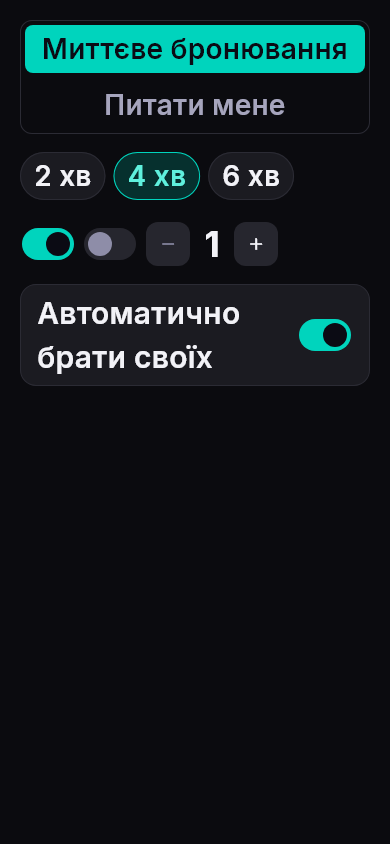 Миттєве бронювання
Питати мене
2 хв 4 хв 6 хв
− 1 +
Автоматично
брати своїх